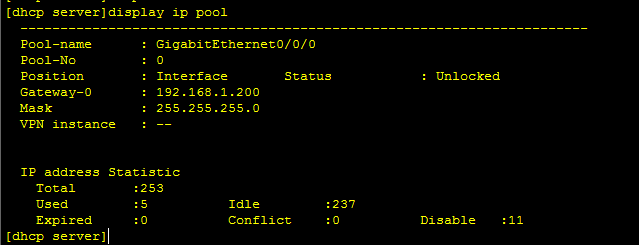 [dhcp server]display ip pool
-----------------------------------------------------------------------
Pool-name : GigabitEthernet0/0/0
Pool-No : 0
Position : Interface Status : Unlocked
Gateway-0 : 192.168.1.200
Mask : 255.255.255.0
VPN instance : --
IP address Statistic
Total :253
Used :5 Idle :237
Expired :0 Conflict :0 Disable :11
[dhcp server]